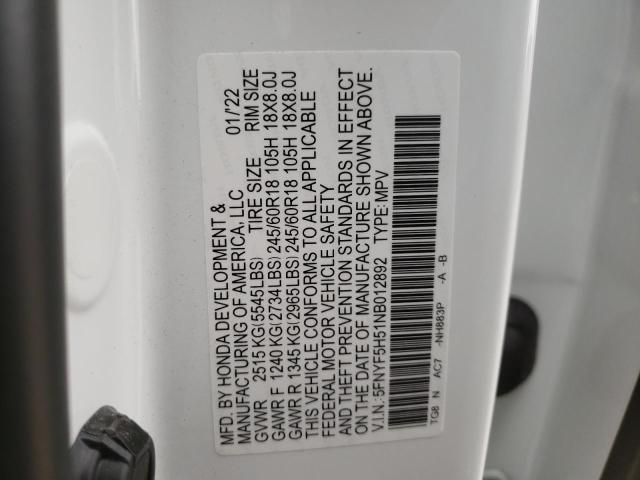 MFD. BY HONDA DEVELOPMENT &
MANUFACTURING OF AMERICA, LLC 01/'22
GVWR 2515 KG(5545LBS) TIRE SIZE RIM SIZE
GAWR F 1240 KG(2734LBS) 245/60R18 105H 18X8.0J
GAWR R 1345 KG(2965LBS) 245/60R18 105H 18X8.0J
THIS VEHICLE CONFORMS TO ALL APPLICABLE
FEDERAL MOTOR VEHICLE SAFETY
AND THEFT PREVENTION STANDARDS IN EFFECT
ON THE DATE OF MANUFACTURE SHOWN ABOVE.
V.I.N: 5FNYF5H51NB012892 TYPE: MPV
TG8 N AC7 -NH883P -A -B